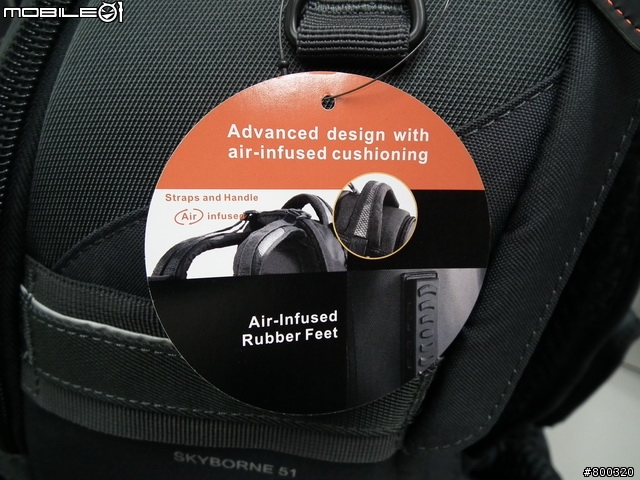 MOBILE01
Advanced design with
air-infused cushioning
Straps and Handle
Air infused
Air-Infused
Rubber Feet
SKYBORNE 51
#800320